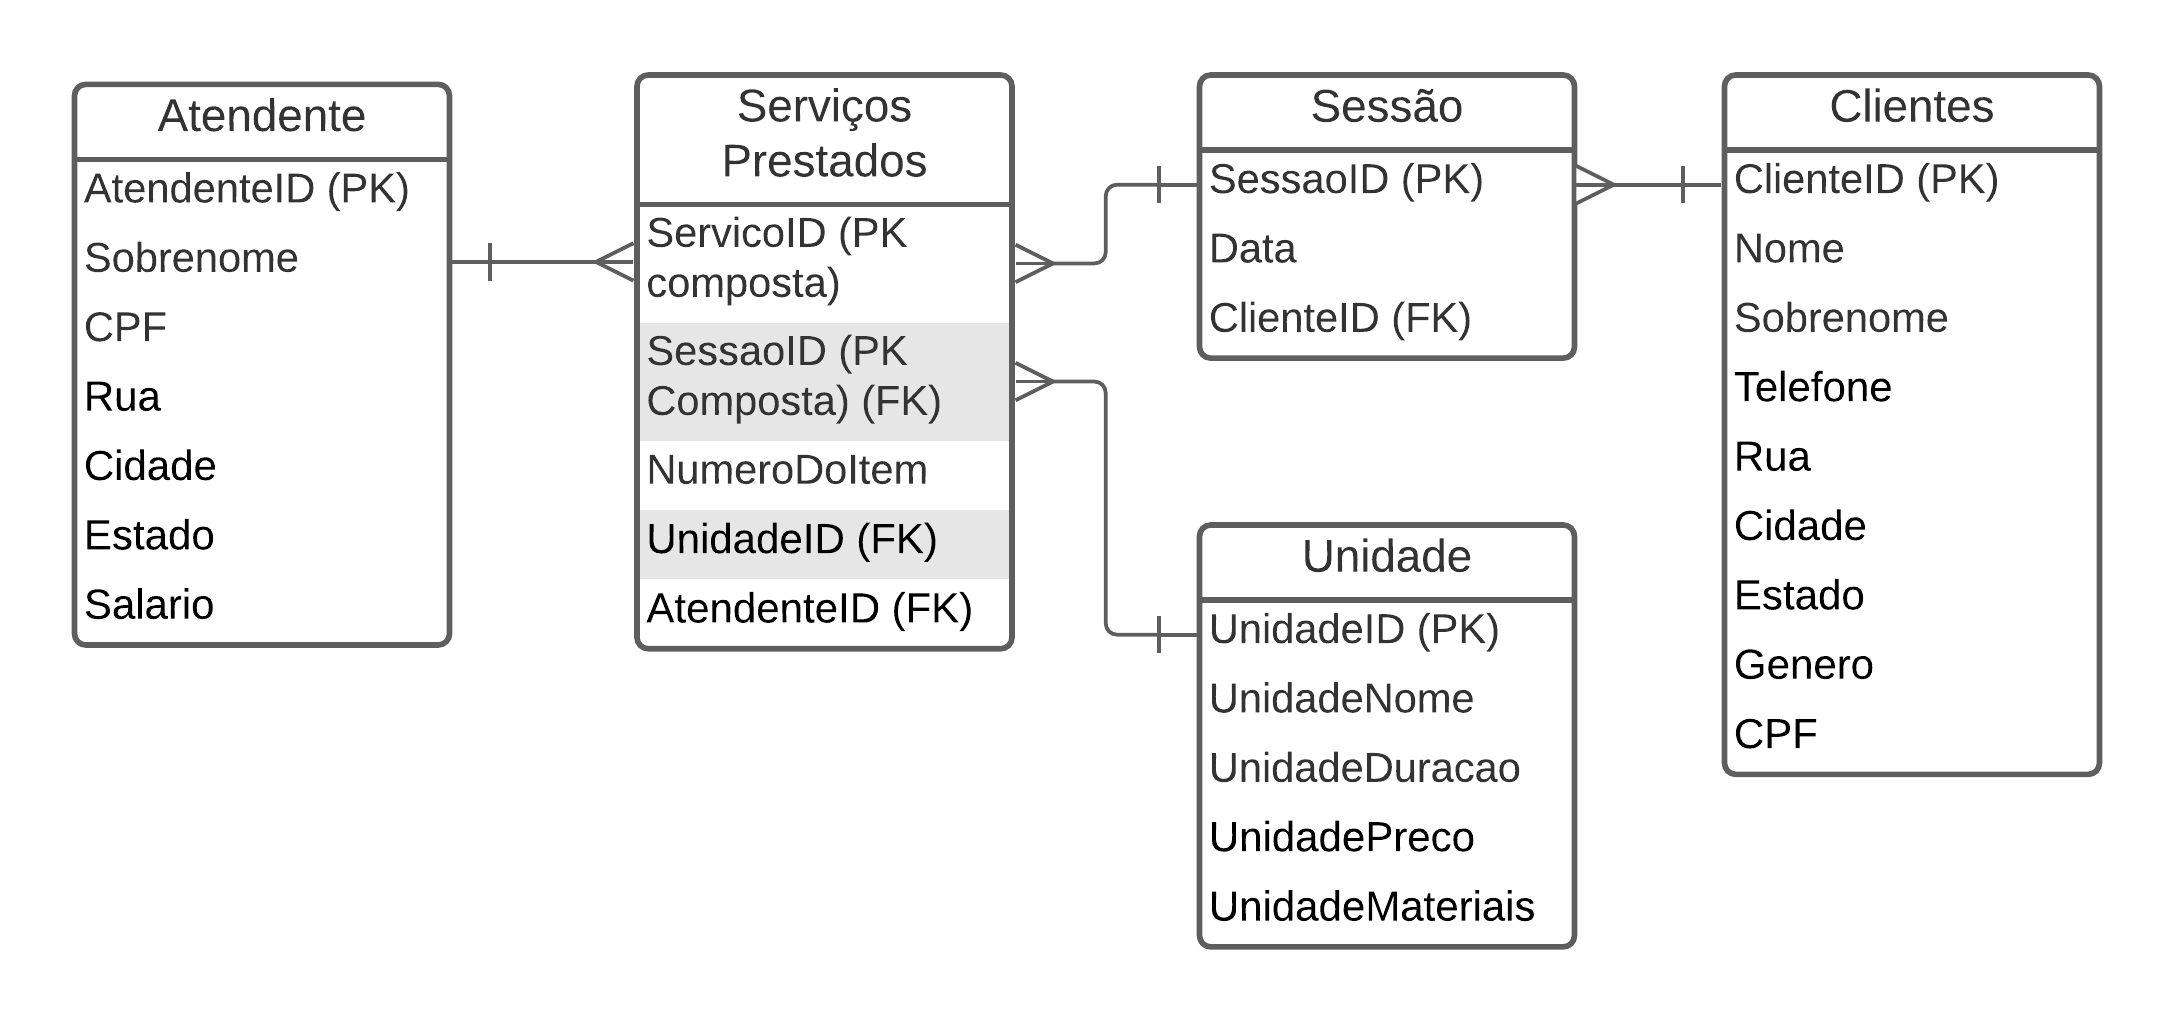 Atendente
AtendenteID (PK)
Sobrenome
CPF
Rua
Cidade
Estado
Salario
Serviços
Prestados
ServicoID (PK
composta)
SessaoID (PK
Composta) (FK)
NumeroDoItem
UnidadeID (FK)
AtendenteID (FK)
Sessão
SessaoID (PK)
Data
ClienteID (FK)
Unidade
UnidadeID (PK)
UnidadeNome
UnidadeDuracao
UnidadePreco
UnidadeMateriais
Clientes
ClienteID (PK)
Nome
Sobrenome
Telefone
Rua
Cidade
Estado
Genero
CPF